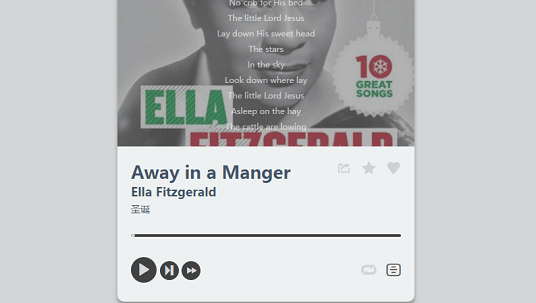 No crib for His bed
The little Lord Jesus
Lay down His sweet head
The stars
In the sky
Look down where lay
The little Lord Jesus
Asleep on the hay
The cattle are lowing
10
GREAT
SONGS
ELLA
FITZGERALD
Away in a Manger
Ella Fitzgerald
圣诞